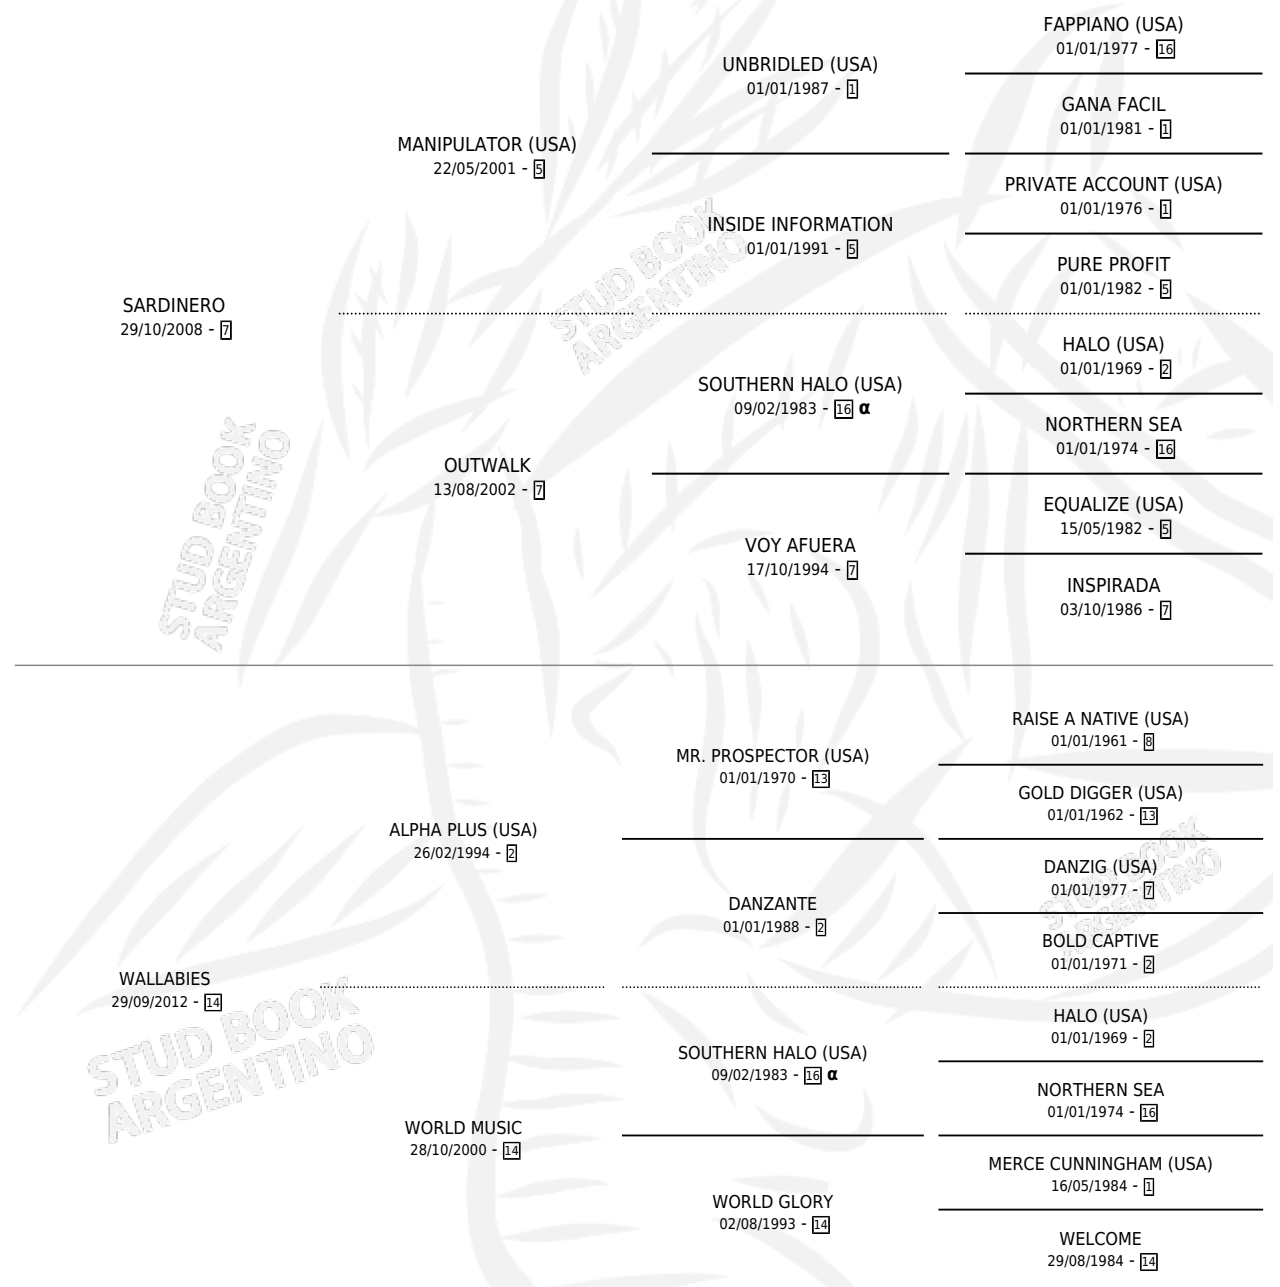 FAPPIANO (USA)
01/01/1977 - 16
UNBRIDLED (USA)
01/01/1987 - 1
GANA FACIL
01/01/1981 - 1
MANIPULATOR (USA)
22/05/2001 - 5
PRIVATE ACCOUNT (USA)
01/01/1976 - 1
INSIDE INFORMATION
01/01/1991 - 5
PURE PROFIT
01/01/1982 - 5
STUD BOOK
ARGENTINO
SARDINERO
29/10/2008 - 7
HALO (USA)
01/01/1969 - 2
SOUTHERN HALO (USA)
09/02/1983 - 16 α
NORTHERN SEA
01/01/1974 - 16
OUTWALK
13/08/2002 - 7
EQUALIZE (USA)
15/05/1982 - 5
VOY AFUERA
17/10/1994 - 7
INSPIRADA
03/10/1986 - 7
STUD BOOK
ARGENTINO
RAISE A NATIVE (USA)
01/01/1961 - 8
MR. PROSPECTOR (USA)
01/01/1970 - 13
GOLD DIGGER (USA)
01/01/1962 - 13
ALPHA PLUS (USA)
26/02/1994 - 2
DANZIG (USA)
01/01/1977 - 7
STUD BOOK
ARGENTINO
DANZANTE
01/01/1988 - 2
BOLD CAPTIVE
01/01/1971 - 2
WALLABIES
29/09/2012 - 14
STUD BOOK
ARGENTINO
HALO (USA)
01/01/1969 - 2
SOUTHERN HALO (USA)
09/02/1983 - 16 α
NORTHERN SEA
01/01/1974 - 16
WORLD MUSIC
28/10/2000 - 14
MERCE CUNNINGHAM (USA)
16/05/1984 - 1
WORLD GLORY
02/08/1993 - 14
WELCOME
29/08/1984 - 14